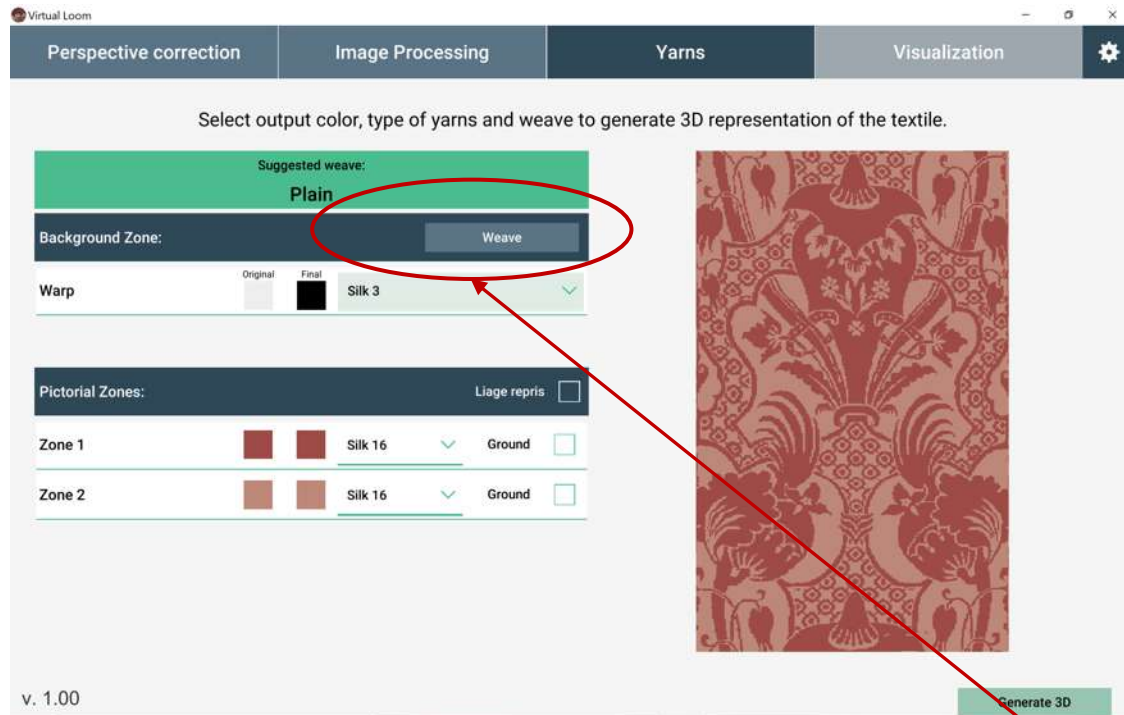 Virtual Loom
Perspective correction Image Processing Yarns Visualization
Select output color, type of yarns and weave to generate 3D representation of the textile.
Suggested weave:
Plain
Background Zone: Weave
Original Final
Warp Silk 3
Pictorial Zones: Liage repris
Zone 1 Silk 16 Ground
Zone 2 Silk 16 Ground
v. 1.00 Generate 3D